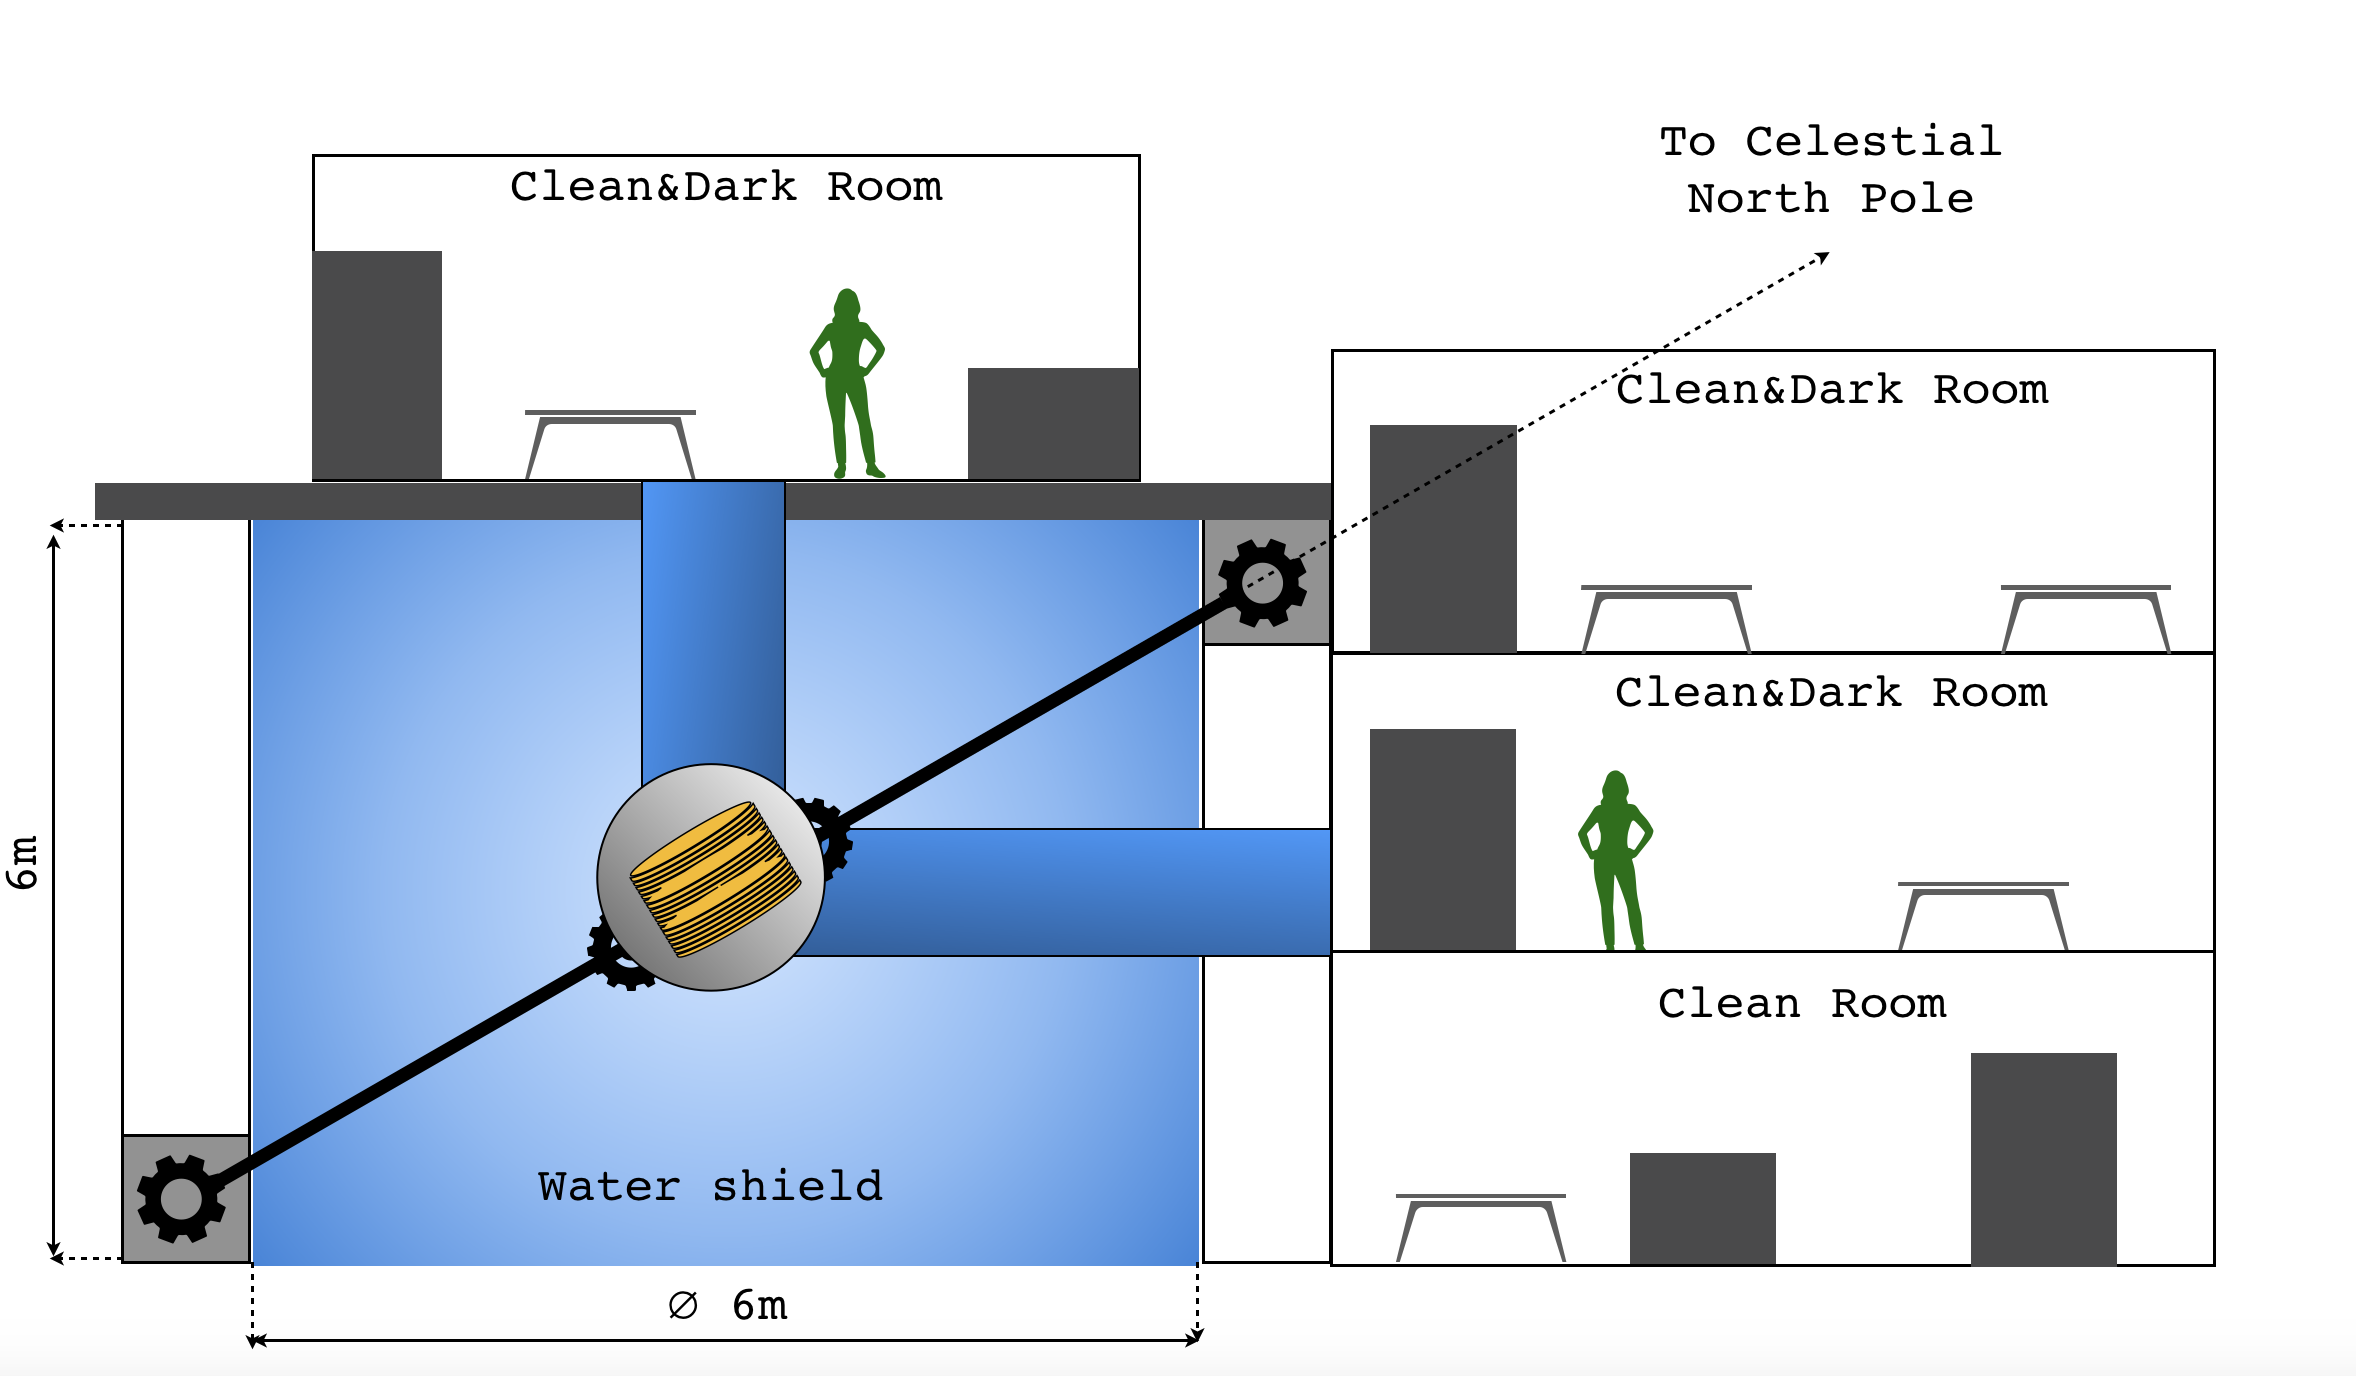 To Celestial
North Pole
Clean&Dark Room
Clean&Dark Room
Clean&Dark Room
6m
Clean Room
Water shield
∅ 6m